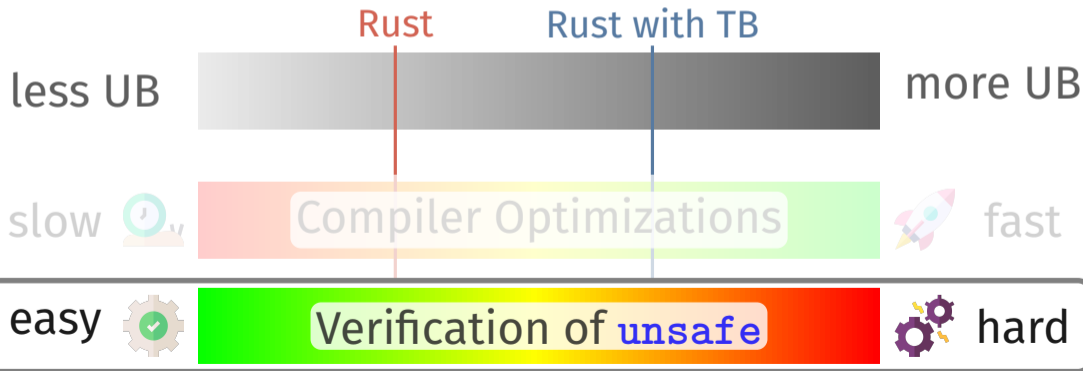 Rust Rust with TB
less UB more UB
slow Compiler Optimizations fast
easy Verification of unsafe hard